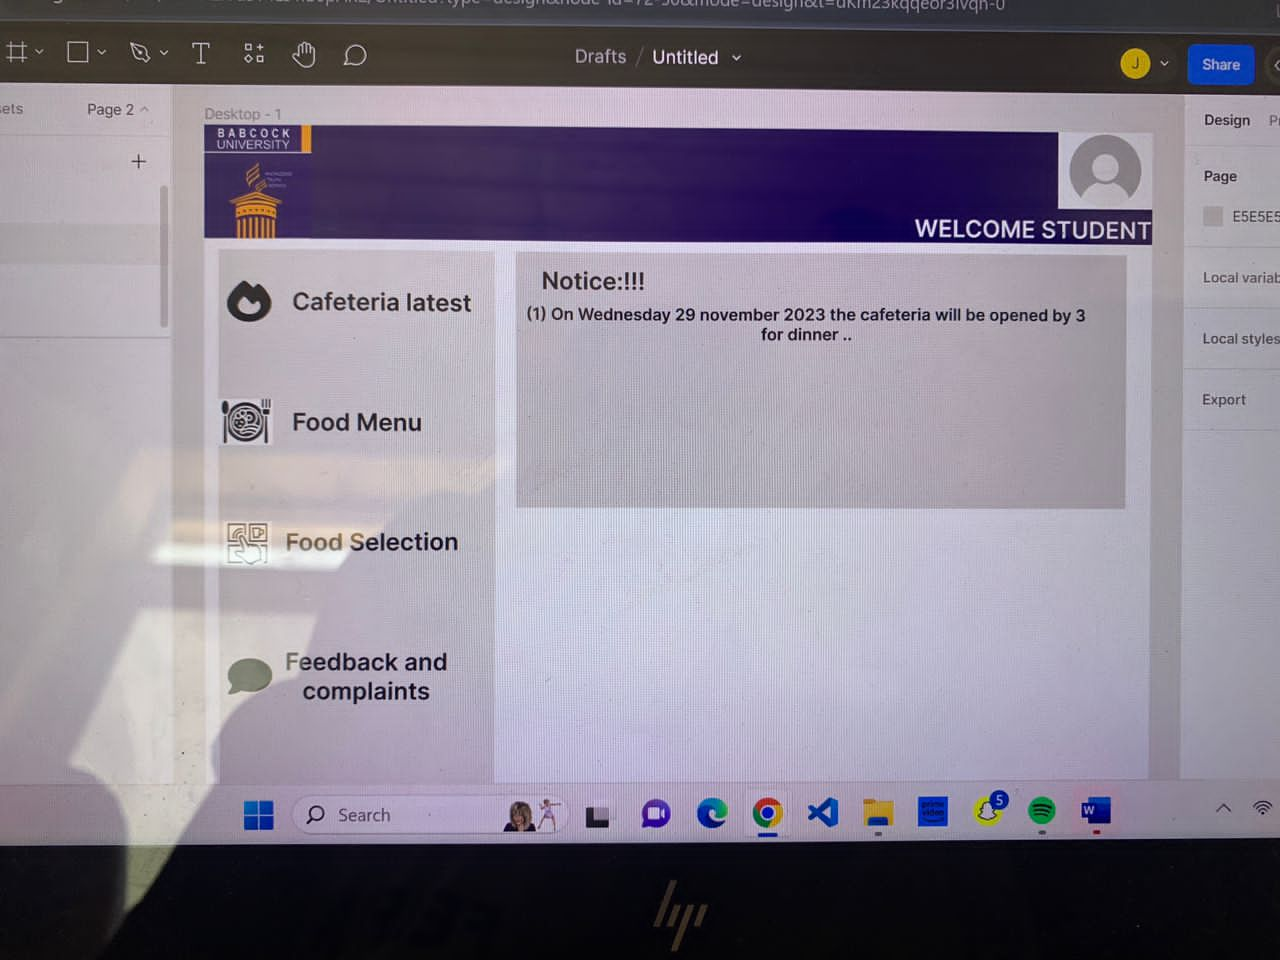 Drafts / Untitled
J
Share
Page 2
Desktop - 1
Design
BABCOCK
UNIVERSITY
Page
E5E5E5
WELCOME STUDENT
Local variab
Local styles
Export
Notice:!!!
(1) On Wednesday 29 november 2023 the cafeteria will be opened by 3
for dinner ..
Cafeteria latest
Food Menu
Food Selection
Feedback and
complaints
Search
prime
video
5
W
hp